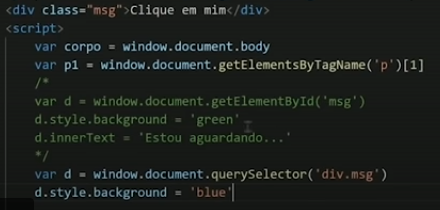 <div class="msg">Clique em mim</div>
<script>
var corpo = window.document.body
var p1 = window.document.getElementsByTagName('p')[1]
/*
var d = window.document.getElementById('msg')
d.style.background = 'green'
d.innerText = 'Estou aguardando...'
*/
var d = window.document.querySelector('div.msg')
d.style.background = 'blue'